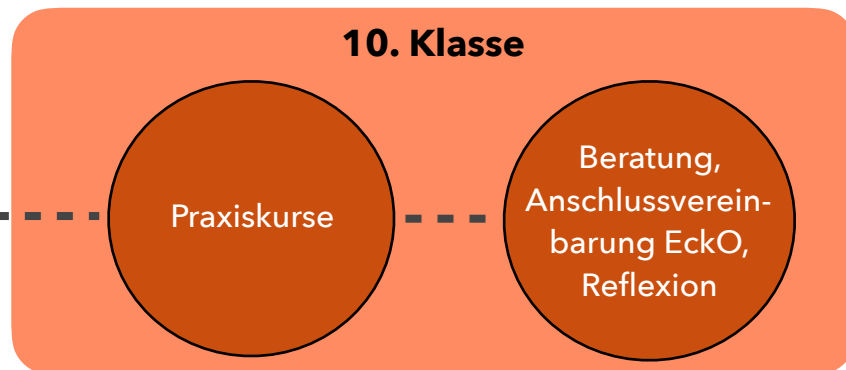 10. Klasse
Praxiskurse
Beratung,
Anschlussverein-
barung EckO,
Reflexion